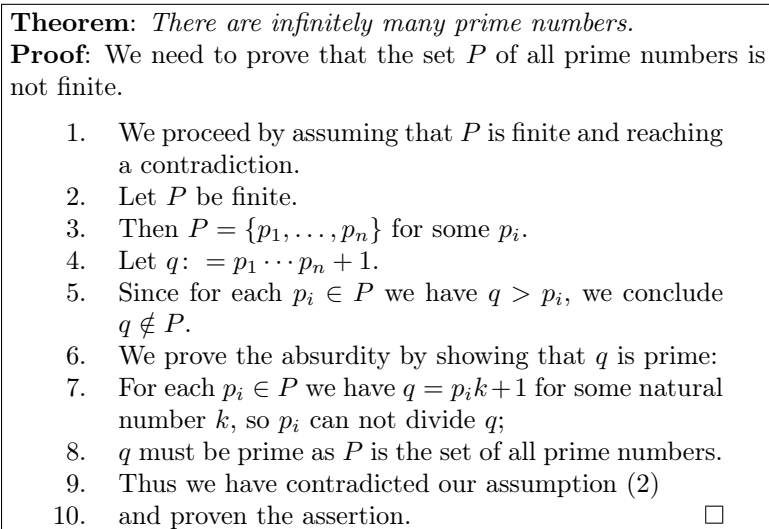 Theorem: There are infinitely many prime numbers.
Proof: We need to prove that the set P of all prime numbers is
not finite.
1. We proceed by assuming that P is finite and reaching
a contradiction.
2. Let P be finite.
3. Then P = {p₁, . . . , pₙ} for some pᵢ.
4. Let q: = p₁ · · · pₙ + 1.
5. Since for each pᵢ ∈ P we have q > pᵢ, we conclude
q ∉ P.
6. We prove the absurdity by showing that q is prime:
7. For each pᵢ ∈ P we have q = pᵢk+1 for some natural
number k, so pᵢ can not divide q;
8. q must be prime as P is the set of all prime numbers.
9. Thus we have contradicted our assumption (2)
10. and proven the assertion. □